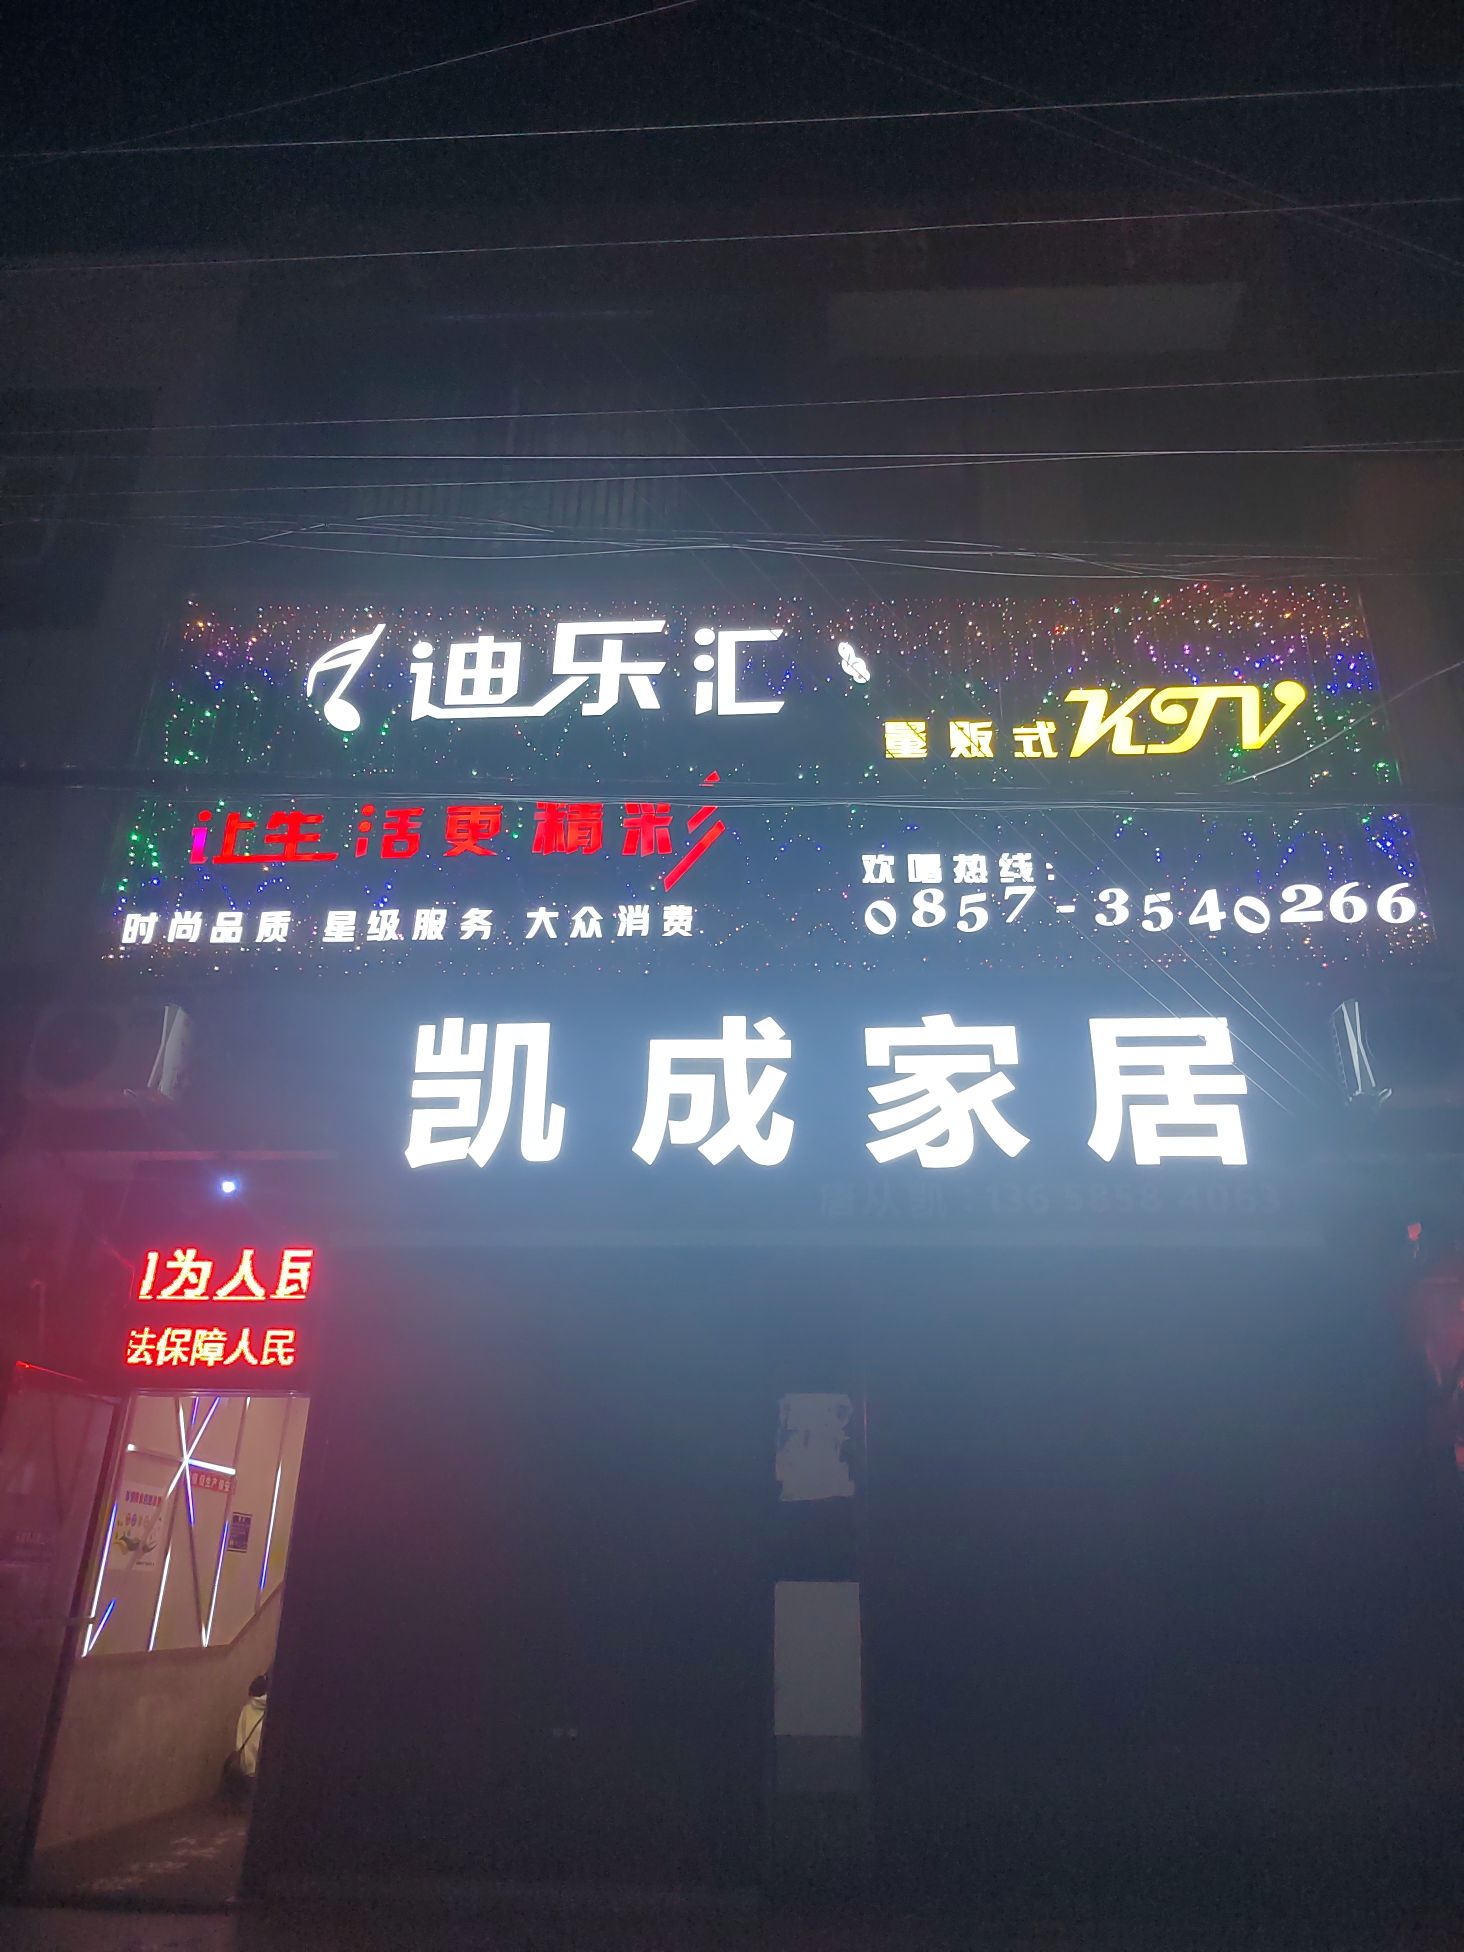 迪乐汇
量贩式KTV
让生活更精彩
欢唱热线：
0857-3540266
时尚品质 星级服务 大众消费
凯成家居
为人民
法保障人民